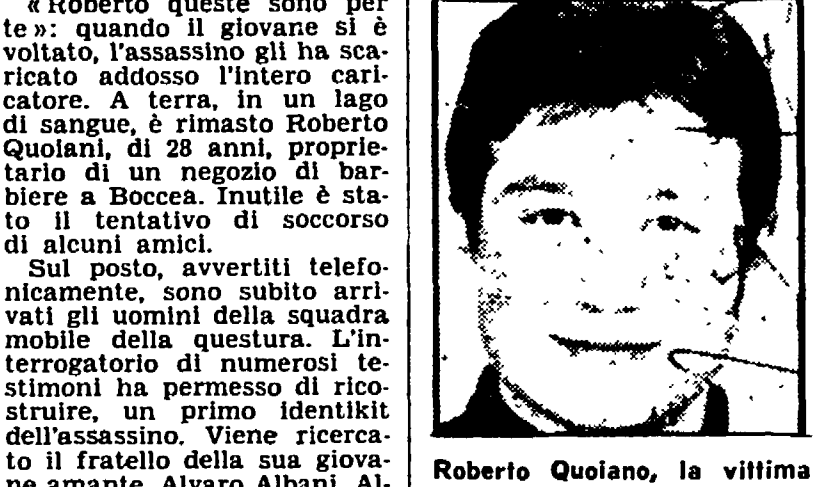 « Roberto queste sono per
te »: quando il giovane si è
voltato, l'assassino gli ha sca-
ricato addosso l'intero cari-
catore. A terra, in un lago
di sangue, è rimasto Roberto
Quoiani, di 28 anni, proprie-
tario di un negozio di bar-
biere a Boccea. Inutile è sta-
to il tentativo di soccorso
di alcuni amici.
Sul posto, avvertiti telefo-
nicamente, sono subito arri-
vati gli uomini della squadra
mobile della questura. L'in-
terrogatorio di numerosi te-
stimoni ha permesso di rico-
struire, un primo identikit
dell'assassino. Viene ricerca-
to il fratello della sua giova-
ne amante, Alvaro Albani. Al-
Roberto Quoiano, la vittima